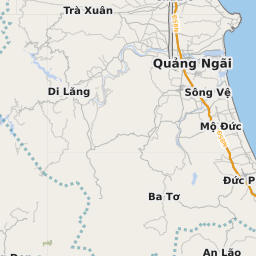 Trà Xuân
Quảng Ngãi
Di Lăng
Sông Vệ
Mộ Đức
Đức P
Ba Tơ
An Lão